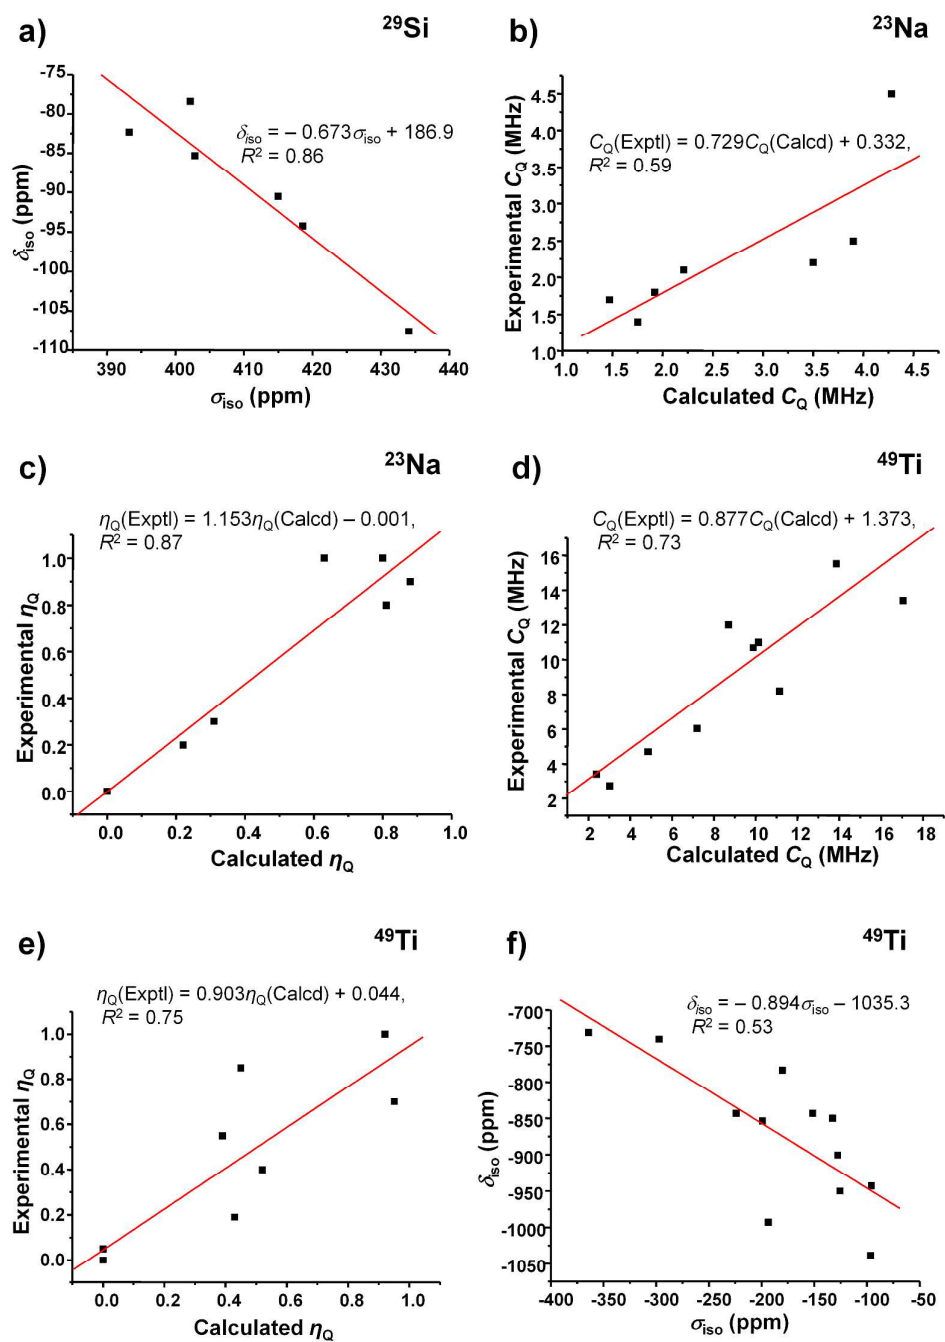 a)
²⁹Si
-75
-80
-85
-90
-95
-100
-105
-110
δiso (ppm)
δiso = – 0.673σiso + 186.9
R² = 0.86
390 400 410 420 430 440
σiso (ppm)
b)
²³Na
4.5
4.0
3.5
3.0
2.5
2.0
1.5
1.0
Experimental CQ (MHz)
CQ(Exptl) = 0.729CQ(Calcd) + 0.332,
R² = 0.59
1.0 1.5 2.0 2.5 3.0 3.5 4.0 4.5
Calculated CQ (MHz)
c)
²³Na
ηQ(Exptl) = 1.153ηQ(Calcd) – 0.001,
R² = 0.87
1.0
0.8
0.6
0.4
0.2
0.0
Experimental ηQ
0.0 0.2 0.4 0.6 0.8 1.0
Calculated ηQ
d)
⁴⁹Ti
CQ(Exptl) = 0.877CQ(Calcd) + 1.373,
R² = 0.73
16
14
12
10
8
6
4
2
Experimental CQ (MHz)
2 4 6 8 10 12 14 16 18
Calculated CQ (MHz)
e)
⁴⁹Ti
ηQ(Exptl) = 0.903ηQ(Calcd) + 0.044,
R² = 0.75
1.0
0.8
0.6
0.4
0.2
0.0
Experimental ηQ
0.0 0.2 0.4 0.6 0.8 1.0
Calculated ηQ
f)
⁴⁹Ti
δiso = – 0.894σiso – 1035.3
R² = 0.53
-700
-750
-800
-850
-900
-950
-1000
-1050
δiso (ppm)
-400 -350 -300 -250 -200 -150 -100 -50
σiso (ppm)